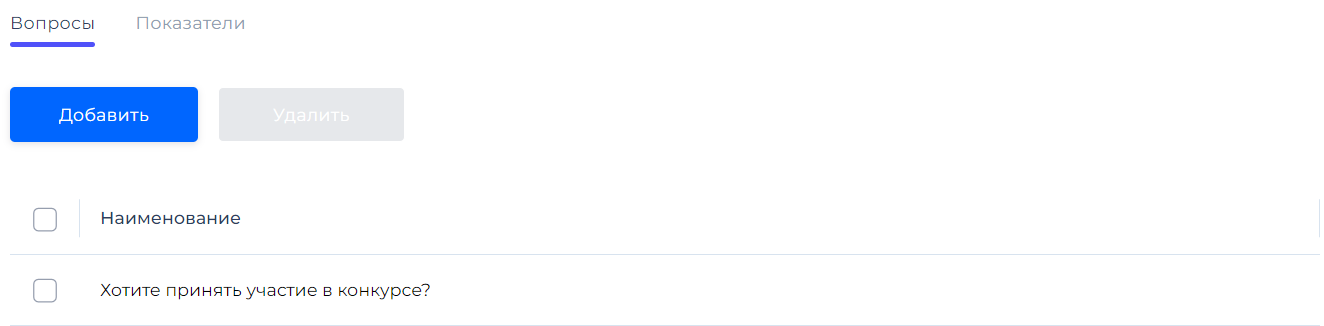 Вопросы Показатели
Добавить Удалить
Наименование
Хотите принять участие в конкурсе?